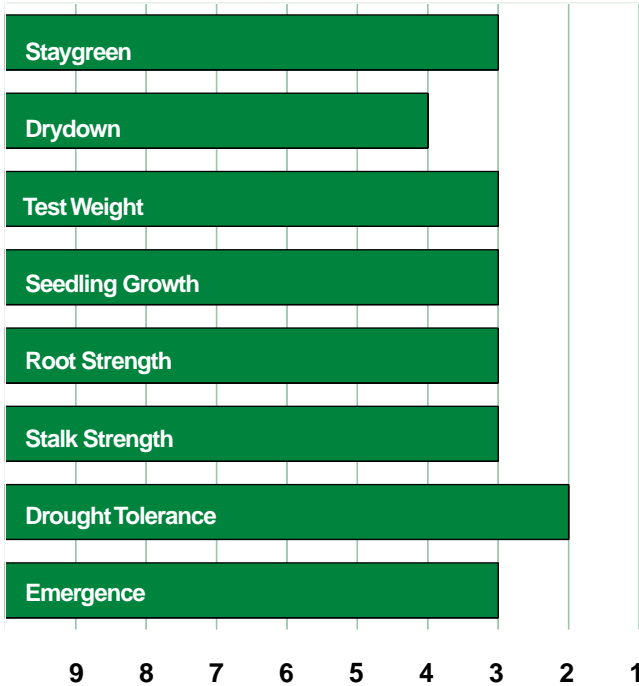 Staygreen
Drydown
Test Weight
Seedling Growth
Root Strength
Stalk Strength
Drought Tolerance
Emergence
9 8 7 6 5 4 3 2 1